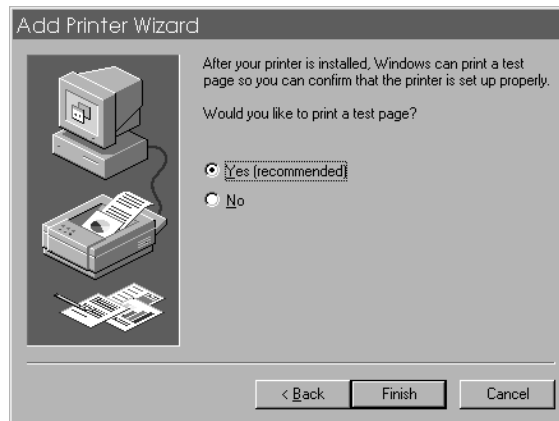 Add Printer Wizard
After your printer is installed, Windows can print a test
page so you can confirm that the printer is set up properly.
Would you like to print a test page?
Yes (recommended)
No
< Back
Finish
Cancel